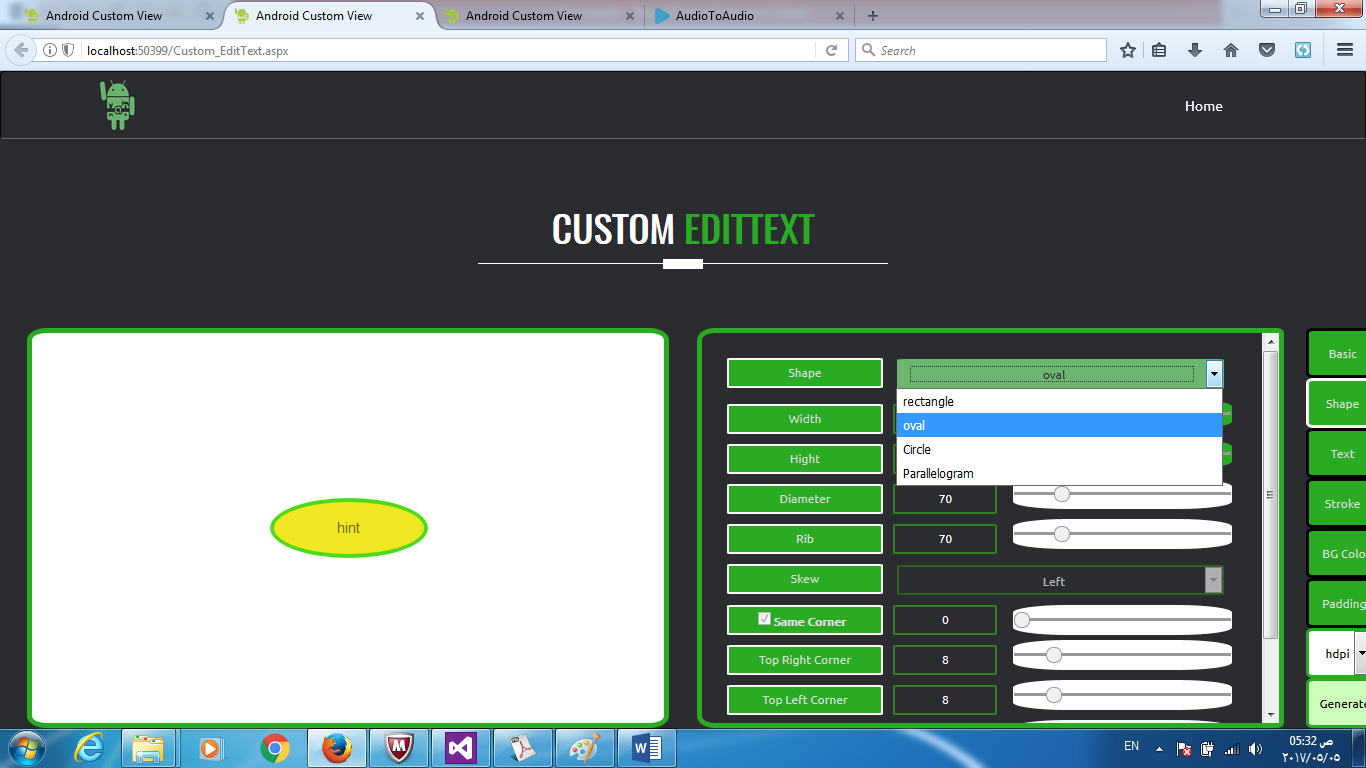 Android Custom View
Android Custom View
Android Custom View
AudioToAudio
localhost:50399/Custom_EditText.aspx
Search
Home
CUSTOM EDITTEXT
hint
Shape
oval
rectangle
oval
Circle
Parallelogram
Width
Hight
Diameter
70
Rib
70
Skew
Left
Same Corner
0
Top Right Corner
8
Top Left Corner
8
Basic
Shape
Text
Stroke
BG Colo
Padding
hdpi
Generate
EN
05:32 ص
٢٠١٧/٠٥/٠٥